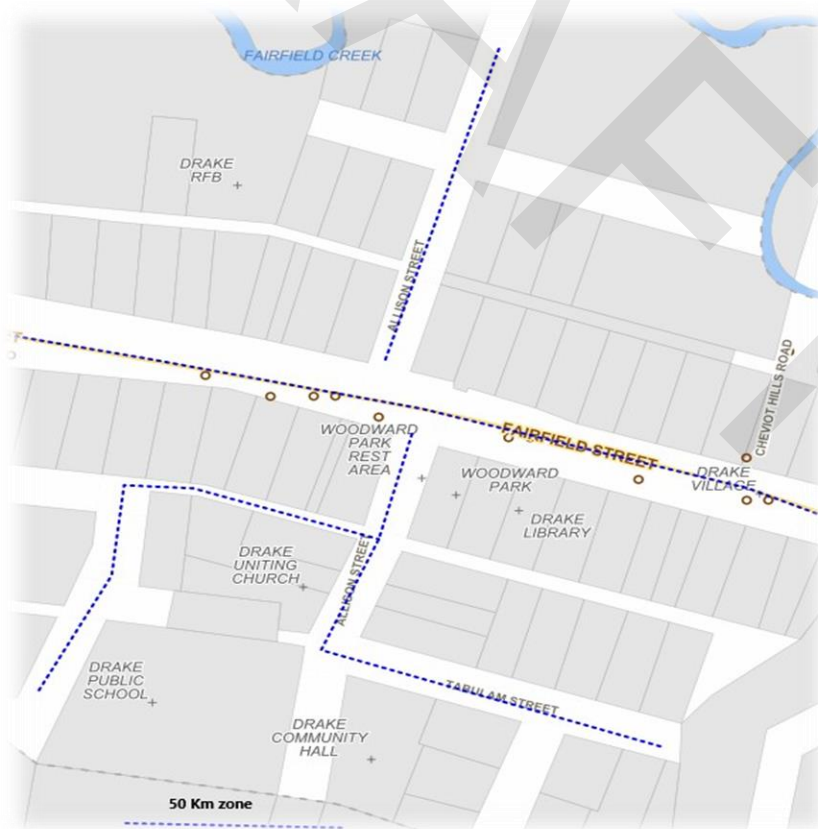 FAIRFIELD CREEK
DRAKE
RFB
ALLISON STREET
WOODWARD
PARK
REST
AREA
FAIRFIELD STREET
CHEVIOT HILLS ROAD
WOODWARD
PARK
DRAKE
VILLAGE
DRAKE
LIBRARY
DRAKE
UNITING
CHURCH
ALLISON STREET
DRAKE
PUBLIC
SCHOOL
TABULAM STREET
DRAKE
COMMUNITY
HALL
50 Km zone